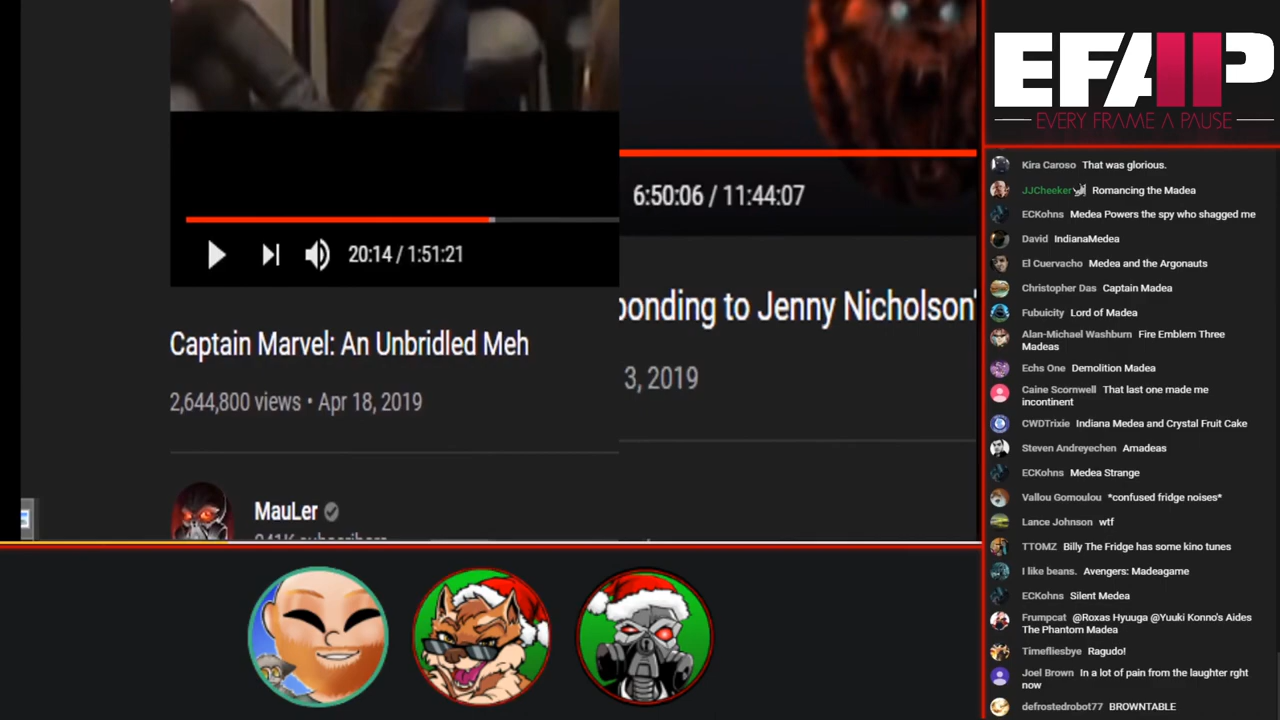 20:14 / 1:51:21
Captain Marvel: An Unbridled Meh
2,644,800 views • Apr 18, 2019
MauLer
6:50:06 / 11:44:07
ponding to Jenny Nicholson'
3, 2019
EFAP
EVERY FRAME A PAUSE
Kira Caroso That was glorious.
JJCheeker Romancing the Madea
ECKohns Medea Powers the spy who shagged me
David IndianaMedea
El Cuervacho Medea and the Argonauts
Christopher Das Captain Madea
Fubuicity Lord of Madea
Alan-Michael Washburn Fire Emblem Three
Madeas
Echs One Demolition Madea
Caine Scornwell That last one made me
incontinent
CWDTrixie Indiana Medea and Crystal Fruit Cake
Steven Andreyechen Amadeas
ECKohns Medea Strange
Vallou Gomoulou *confused fridge noises*
Lance Johnson wtf
TTOMZ Billy The Fridge has some kino tunes
I like beans. Avengers: Madeagame
ECKohns Silent Medea
Frumpcat @Roxas Hyuuga @Yuuki Konno's Aides
The Phantom Madea
Timefliesbye Ragudo!
Joel Brown In a lot of pain from the laughter rght
now
defrostedrobot77 BROWNTABLE